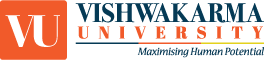 VU
VISHWAKARMA
UNIVERSITY
Maximising Human Potential